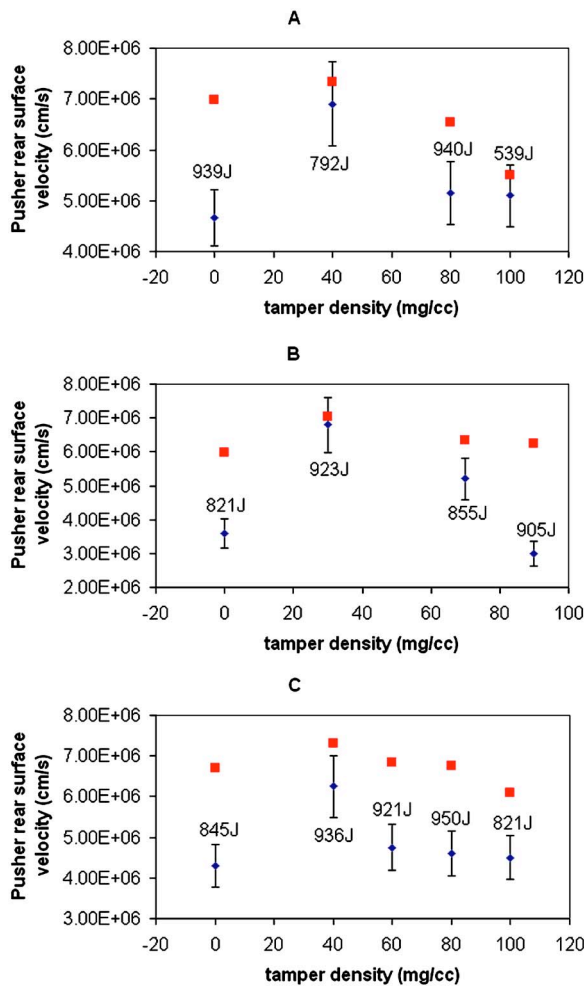 A
Pusher rear surface
velocity (cm/s)
8.00E+06
7.00E+06
6.00E+06
5.00E+06
4.00E+06
939J
792J
940J
539J
-20 0 20 40 60 80 100 120
tamper density (mg/cc)
B
Pusher rear surface
velocity (cm/s)
8.00E+06
7.00E+06
6.00E+06
5.00E+06
4.00E+06
3.00E+06
2.00E+06
821J
923J
855J
905J
-20 0 20 40 60 80 100 120
tamper density (mg/cc)
C
Pusher rear surface
velocity (cm/s)
8.00E+06
7.00E+06
6.00E+06
5.00E+06
4.00E+06
3.00E+06
845J
936J
921J
950J
821J
-20 0 20 40 60 80 100 120
tamper density (mg/cc)